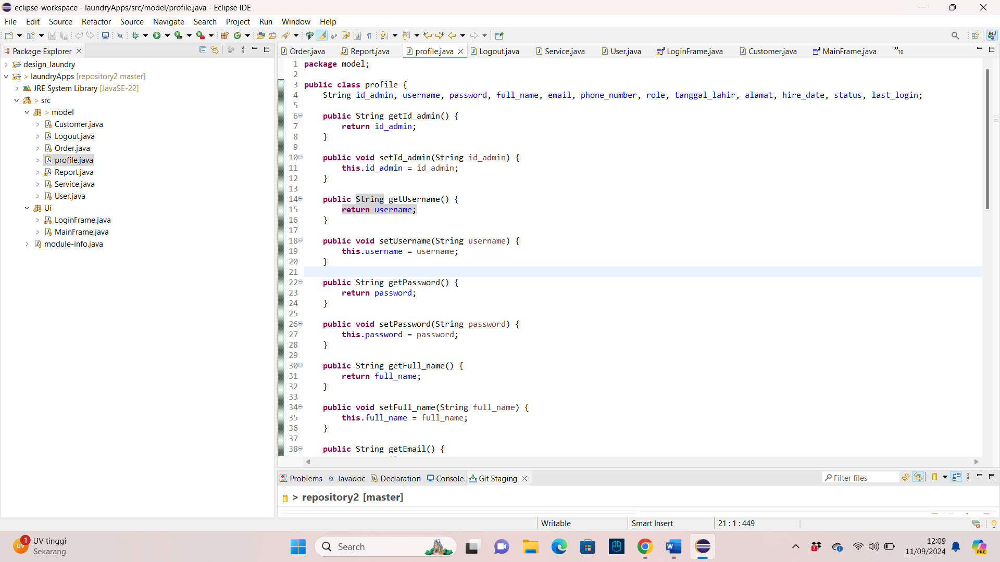 eclipse-workspace - laundryApps/src/model/profile.java - Eclipse IDE
File Edit Source Refactor Source Navigate Search Project Run Window Help
Package Explorer
design_laundry
> laundryApps [repository2 master]
JRE System Library [JavaSE-22]
> src
> model
Customer.java
Logout.java
Order.java
profile.java
Report.java
Service.java
User.java
Ui
LoginFrame.java
MainFrame.java
module-info.java
Order.java Report.java profile.java Logout.java Service.java User.java LoginFrame.java Customer.java MainFrame.java »10
1 package model;
2
3 public class profile {
4 String id_admin, username, password, full_name, email, phone_number, role, tanggal_lahir, alamat, hire_date, status, last_login;
5
6 public String getId_admin() {
7 return id_admin;
8 }
9
10 public void setId_admin(String id_admin) {
11 this.id_admin = id_admin;
12 }
13
14 public String getUsername() {
15 return username;
16 }
17
18 public void setUsername(String username) {
19 this.username = username;
20 }
21
22 public String getPassword() {
23 return password;
24 }
25
26 public void setPassword(String password) {
27 this.password = password;
28 }
29
30 public String getFull_name() {
31 return full_name;
32 }
33
34 public void setFull_name(String full_name) {
35 this.full_name = full_name;
36 }
37
38 public String getEmail() {
Problems @ Javadoc Declaration Console Git Staging Filter files
> repository2 [master]
Writable Smart Insert 21 : 1 : 449
1 UV UV tinggi
Sekarang
Search
7
12:09
11/09/2024
PRE